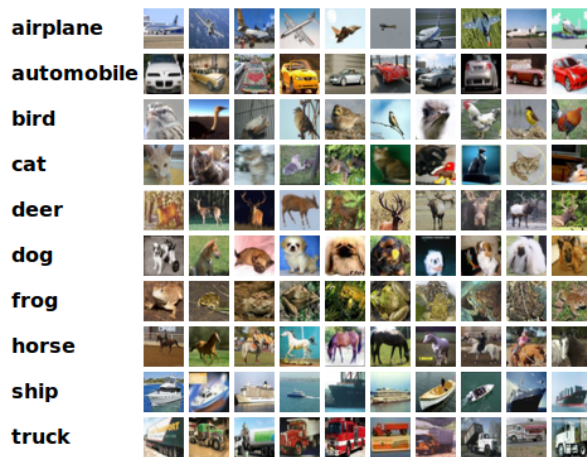 airplane
automobile
bird
cat
deer
dog
frog
horse
ship
truck